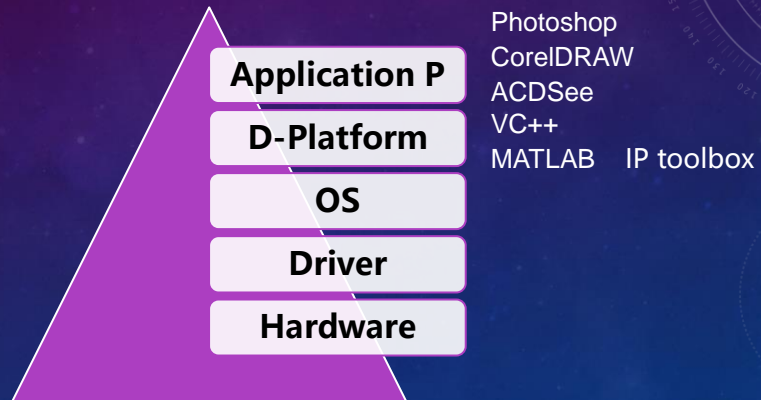 Application P
D-Platform
OS
Driver
Hardware
Photoshop
CorelDRAW
ACDSee
VC++
MATLAB IP toolbox